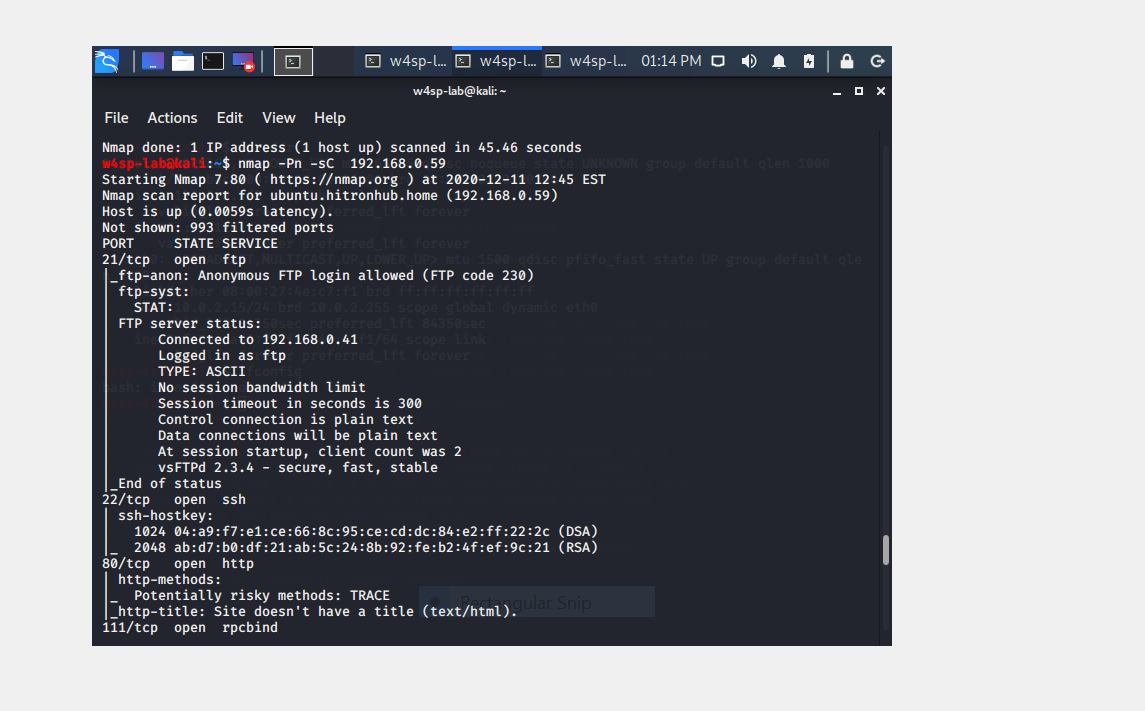 w4sp-l... w4sp-l... w4sp-l... 01:14 PM
w4sp-lab@kali: ~
File Actions Edit View Help
Nmap done: 1 IP address (1 host up) scanned in 45.46 seconds
w4sp-lab@kali:~$ nmap -Pn -sC  192.168.0.59
Starting Nmap 7.80 ( https://nmap.org ) at 2020-12-11 12:45 EST
Nmap scan report for ubuntu.hitronhub.home (192.168.0.59)
Host is up (0.0059s latency).
Not shown: 993 filtered ports
PORT     STATE SERVICE
21/tcp   open  ftp
|_ftp-anon: Anonymous FTP login allowed (FTP code 230)
| ftp-syst:
|   STAT:
| FTP server status:
|      Connected to 192.168.0.41
|      Logged in as ftp
|      TYPE: ASCII
|      No session bandwidth limit
|      Session timeout in seconds is 300
|      Control connection is plain text
|      Data connections will be plain text
|      At session startup, client count was 2
|      vsFTPd 2.3.4 - secure, fast, stable
|_End of status
22/tcp   open  ssh
| ssh-hostkey:
|   1024 04:a9:f7:e1:ce:66:8c:95:ce:cd:dc:84:e2:ff:22:2c (DSA)
|_  2048 ab:d7:b0:df:21:ab:5c:24:8b:92:fe:b2:4f:ef:9c:21 (RSA)
80/tcp   open  http
| http-methods:
|_  Potentially risky methods: TRACE
Rectangular Snip
|_http-title: Site doesn't have a title (text/html).
111/tcp  open  rpcbind